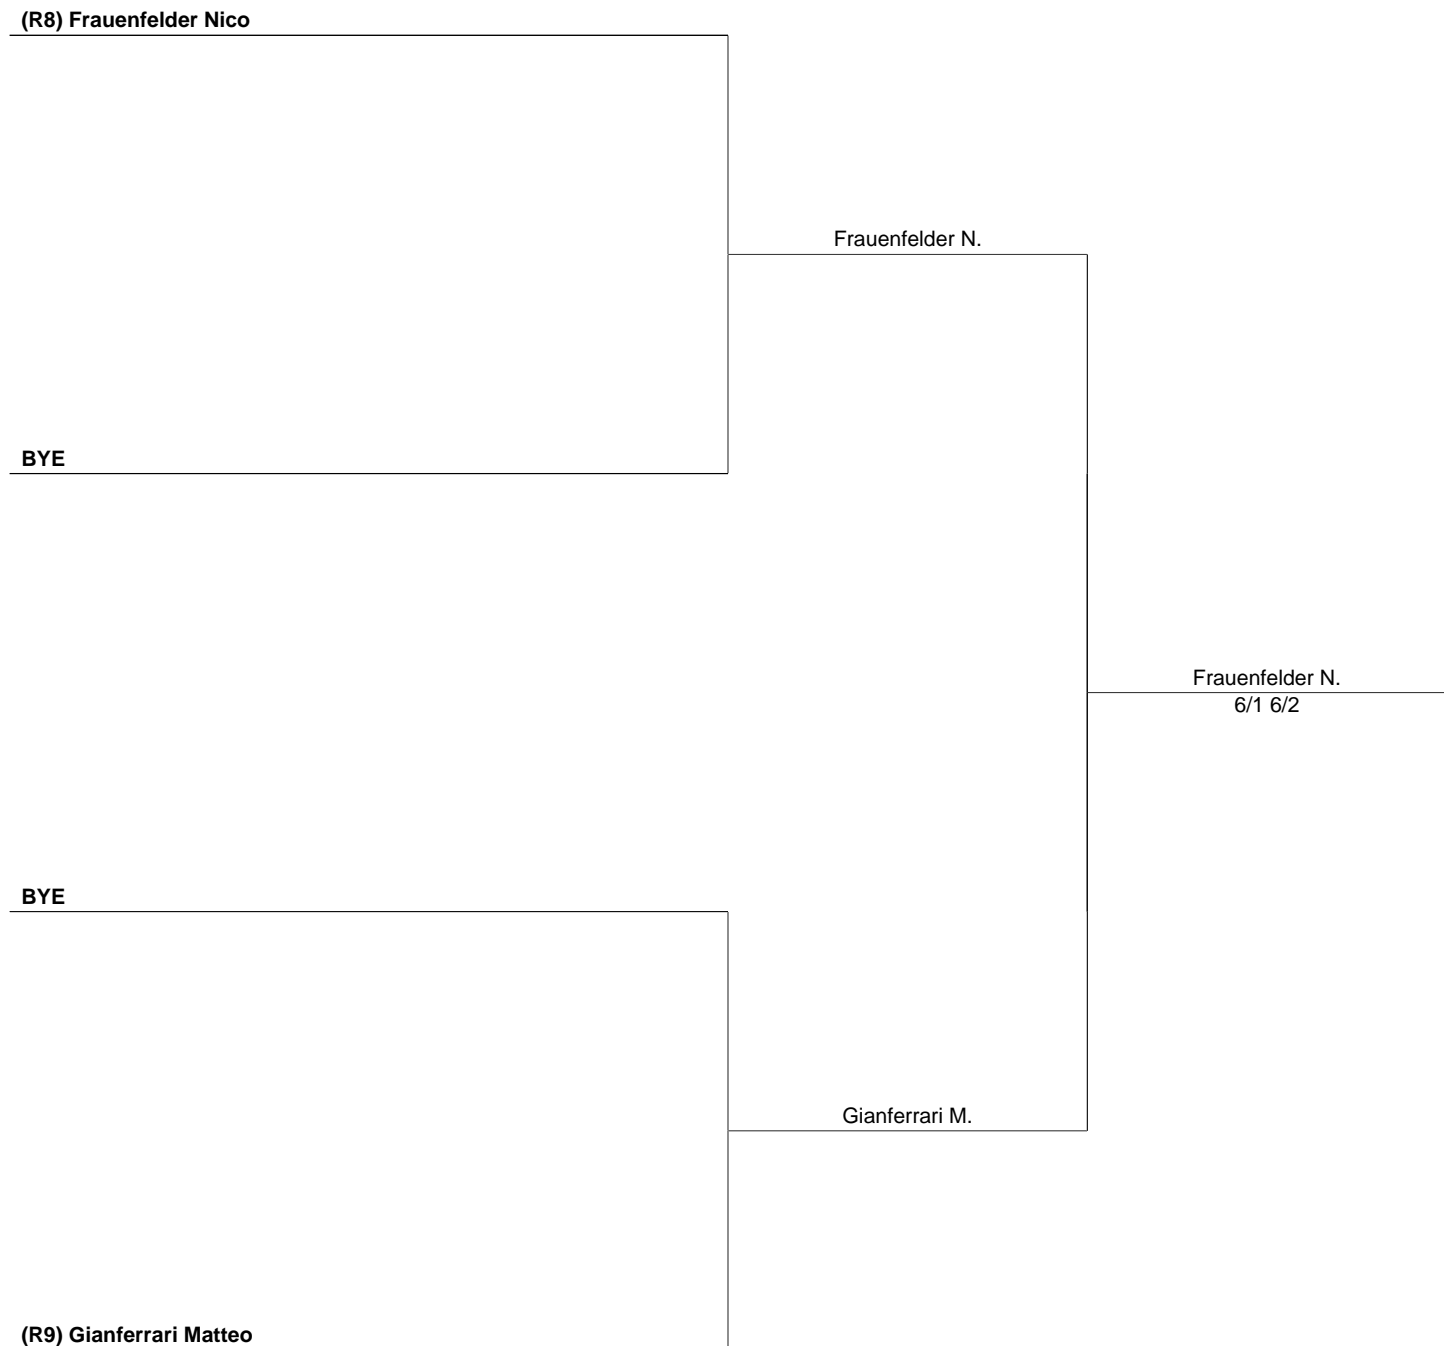 (R8) Frauenfelder Nico
Frauenfelder N.
BYE
Frauenfelder N.
6/1 6/2
BYE
Gianferrari M.
(R9) Gianferrari Matteo